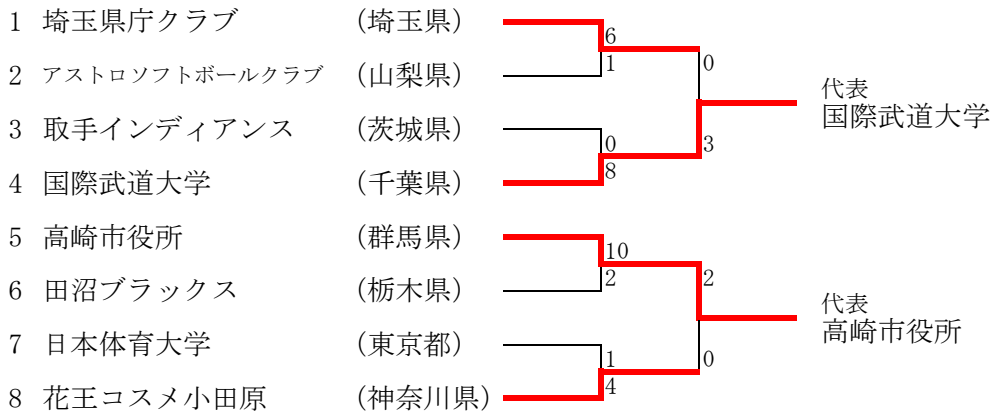 1 埼玉県庁クラブ (埼玉県)
6
1
0
2 アストロソフトボールクラブ (山梨県)
代表
国際武道大学
3 取手インディアンス (茨城県)
0
8
3
4 国際武道大学 (千葉県)
5 高崎市役所 (群馬県)
10
2
2
6 田沼ブラックス (栃木県)
代表
高崎市役所
7 日本体育大学 (東京都)
1
4
0
8 花王コスメ小田原 (神奈川県)